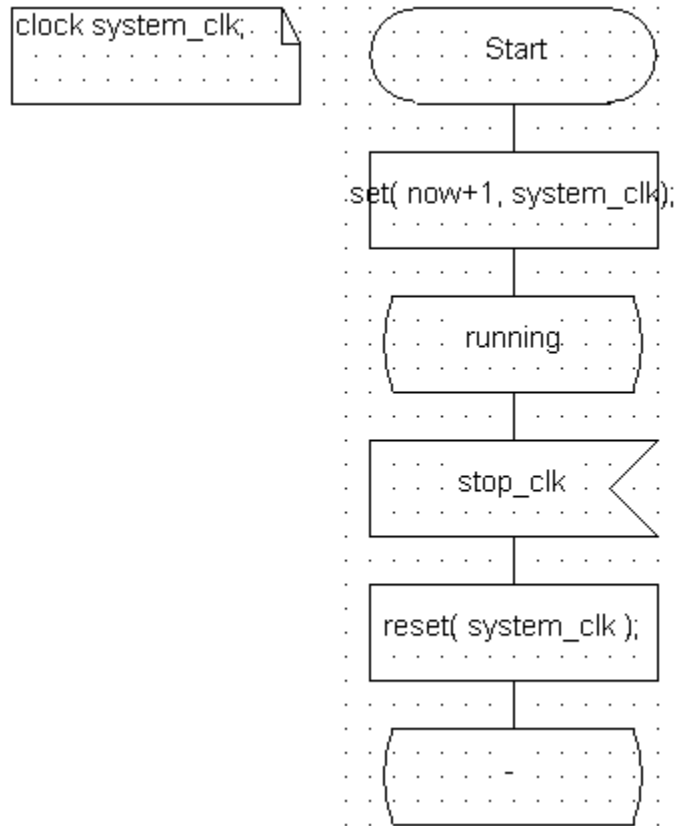 clock system_clk;
Start
set( now+1, system_clk);
running
stop_clk
reset( system_clk );
-